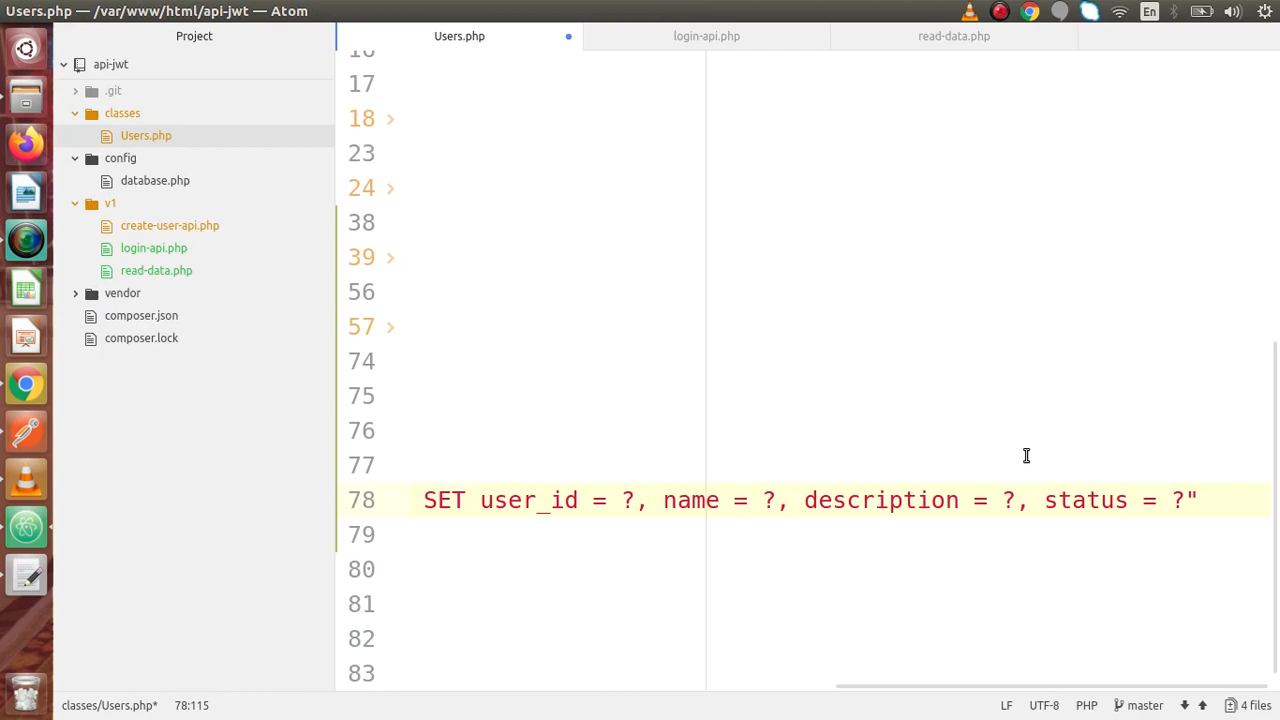 Users.php — /var/www/html/api-jwt — Atom
En
Project
Users.php
login-api.php
read-data.php
api-jwt
.git
classes
Users.php
config
database.php
v1
create-user-api.php
login-api.php
read-data.php
vendor
composer.json
composer.lock
16
17
18
23
24
38
39
56
57
74
75
76
77
78 SET user_id = ?, name = ?, description = ?, status = ?"
79
80
81
82
83
classes/Users.php* 78:115 LF UTF-8 PHP master 4 files